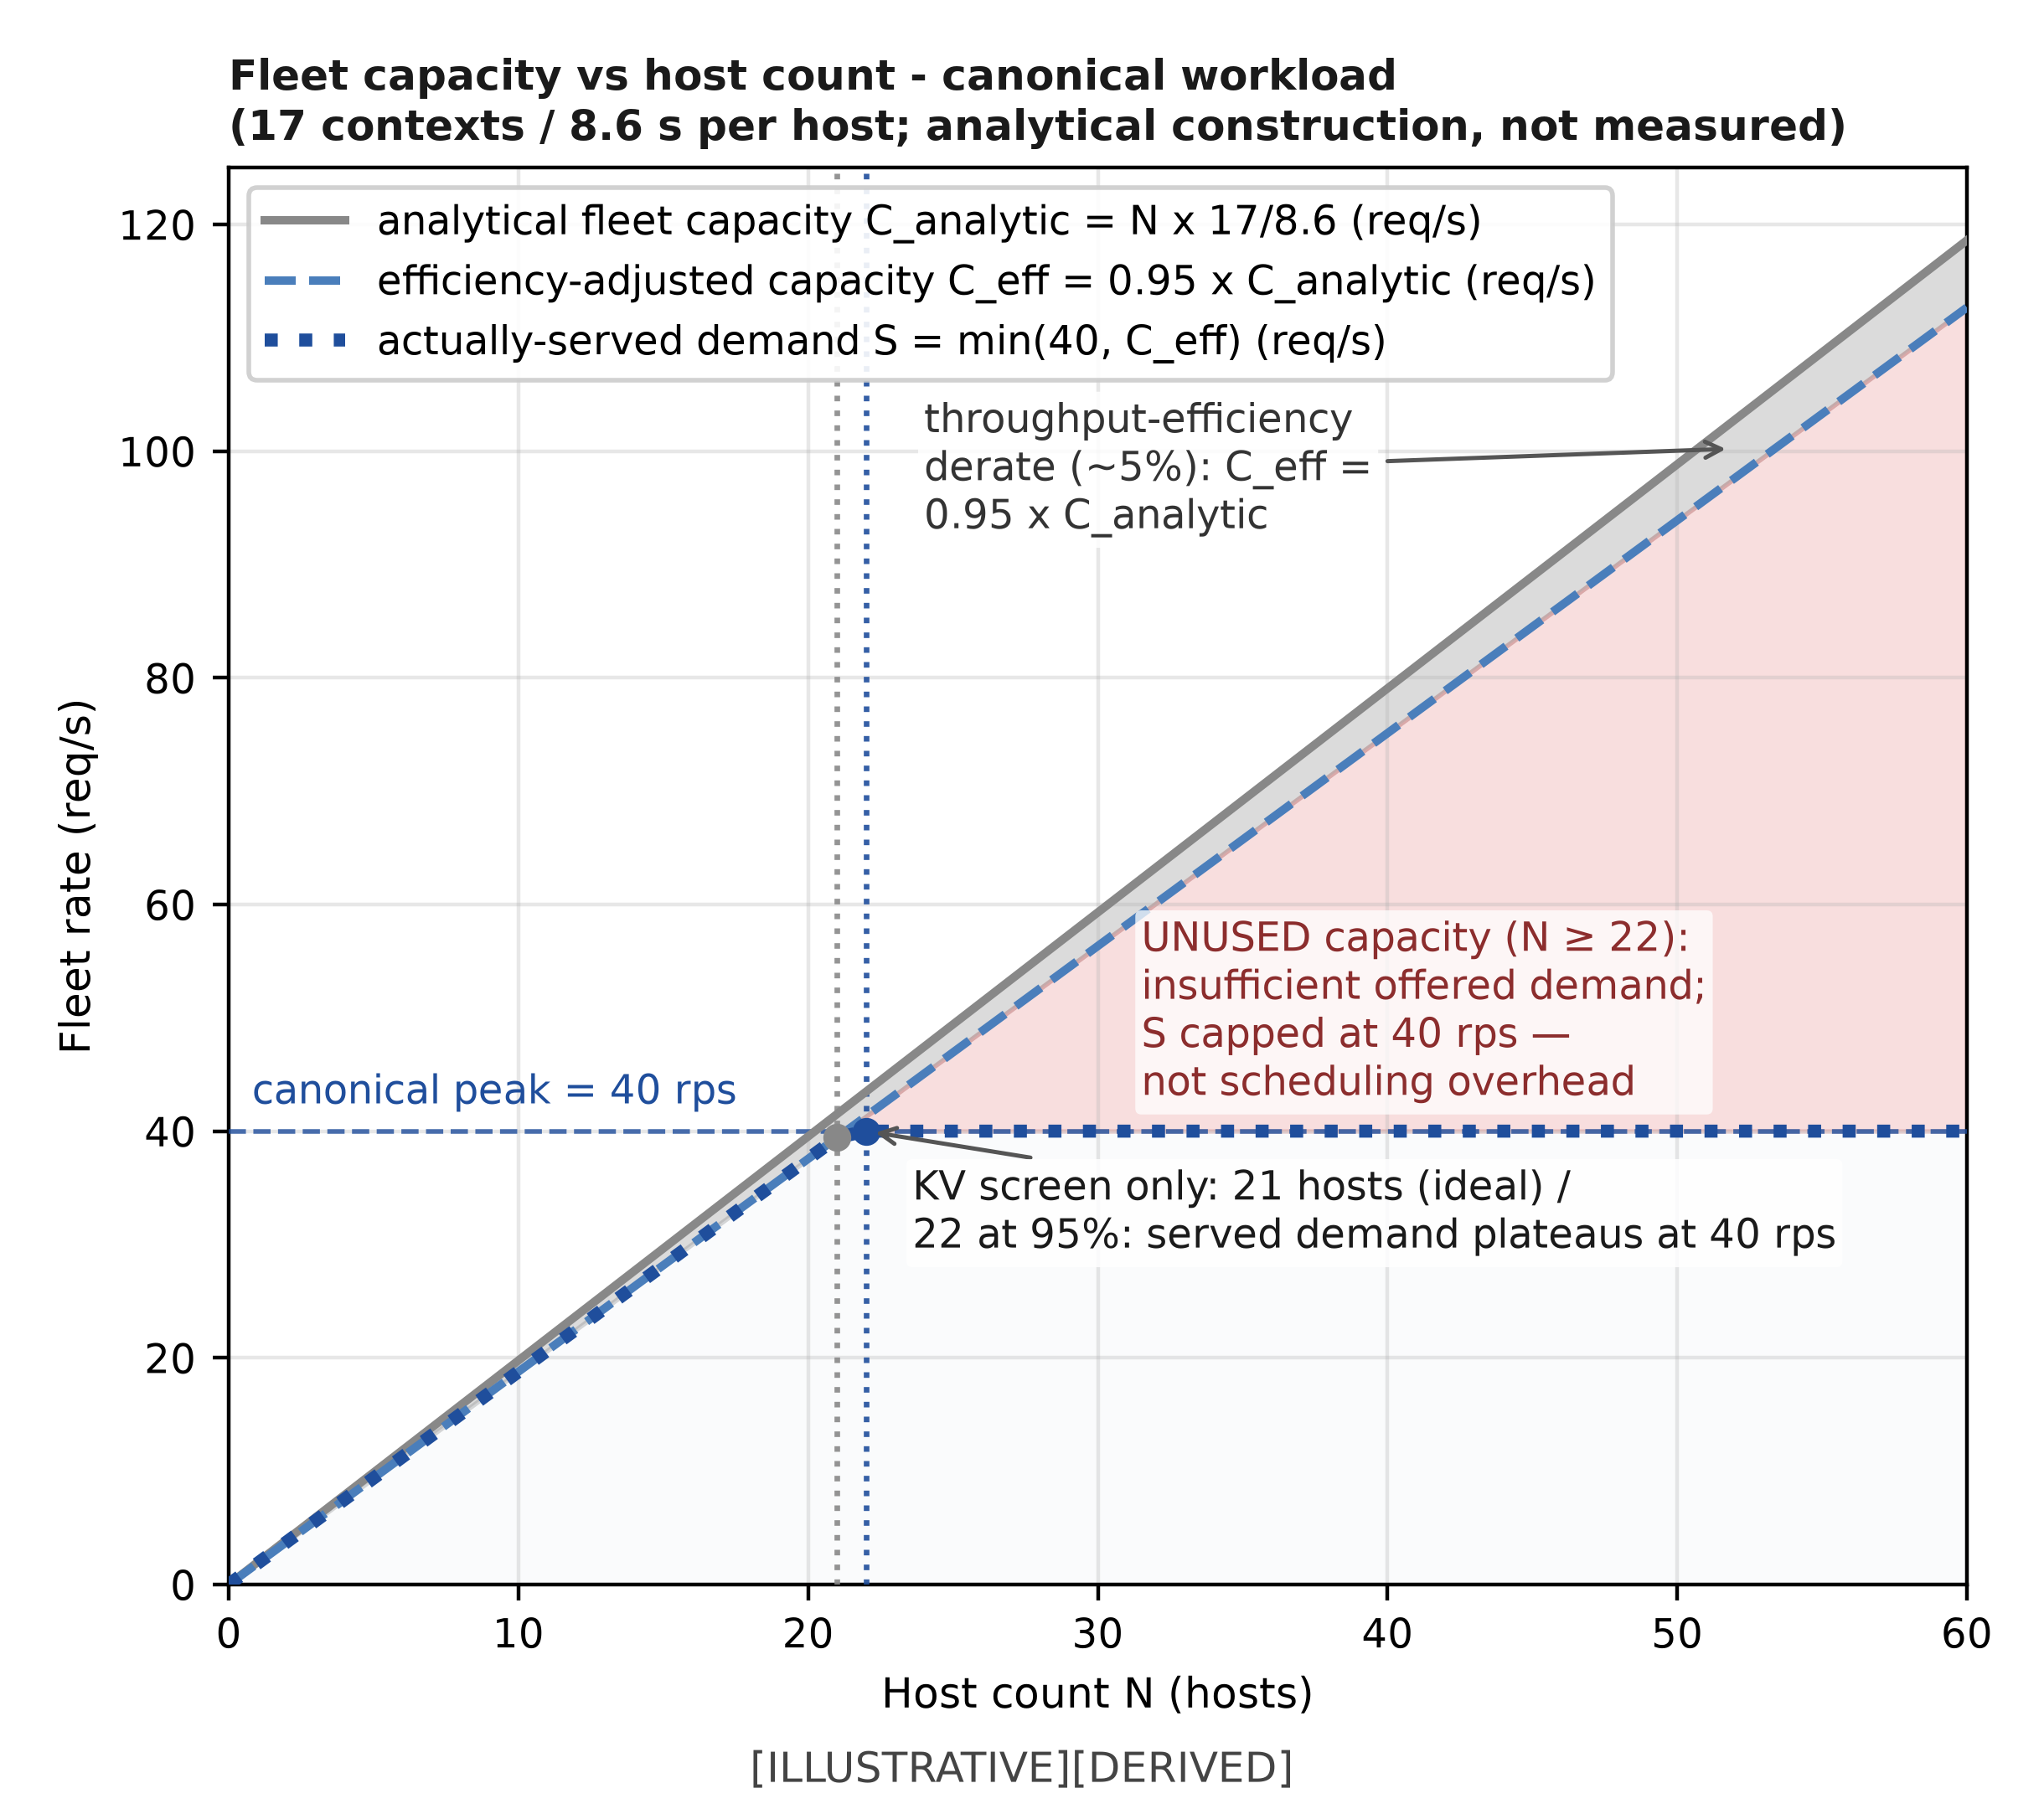 Fleet capacity vs host count - canonical workload
(17 contexts / 8.6 s per host; analytical construction, not measured)
analytical fleet capacity C_analytic = N x 17/8.6 (req/s)
efficiency-adjusted capacity C_eff = 0.95 x C_analytic (req/s)
actually-served demand S = min(40, C_eff) (req/s)
throughput-efficiency
derate (~5%): C_eff =
0.95 x C_analytic
UNUSED capacity (N ≥ 22):
insufficient offered demand;
S capped at 40 rps —
not scheduling overhead
canonical peak = 40 rps
KV screen only: 21 hosts (ideal) /
22 at 95%: served demand plateaus at 40 rps
Fleet rate (req/s)
120
100
80
60
40
20
0
0 10 20 30 40 50 60
Host count N (hosts)
[ILLUSTRATIVE][DERIVED]